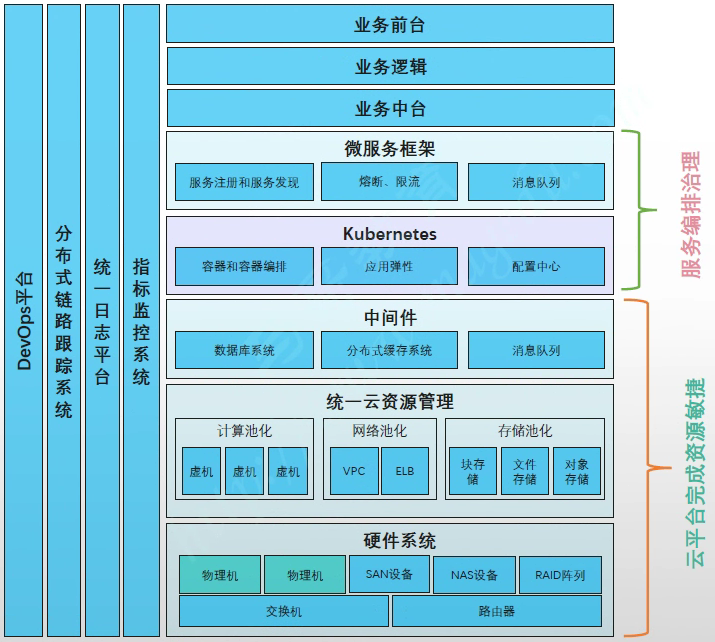 DevOps平台
分布式链路跟踪系统
统一日志平台
指标监控系统
业务前台
业务逻辑
业务中台
微服务框架
服务注册和服务发现
熔断、限流
消息队列
Kubernetes
容器和容器编排
应用弹性
配置中心
中间件
数据库系统
分布式缓存系统
消息队列
统一云资源管理
计算池化
虚机
虚机
虚机
网络池化
VPC
ELB
存储池化
块存
储
文件
存储
对象
存储
硬件系统
物理机
物理机
SAN设备
NAS设备
RAID阵列
交换机
路由器
服务编排治理
云平台完成资源敏捷